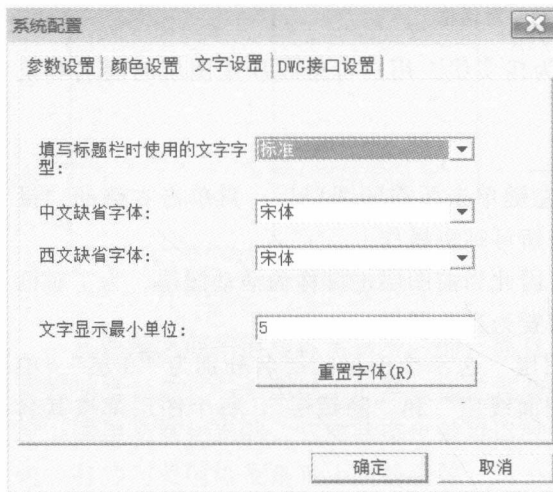 系统配置
参数设置 颜色设置 文字设置 DWG接口设置
填写标题栏时使用的文字字型: 标准
中文缺省字体: 宋体
西文缺省字体: 宋体
文字显示最小单位: 5
重置字体(R)
确定 取消